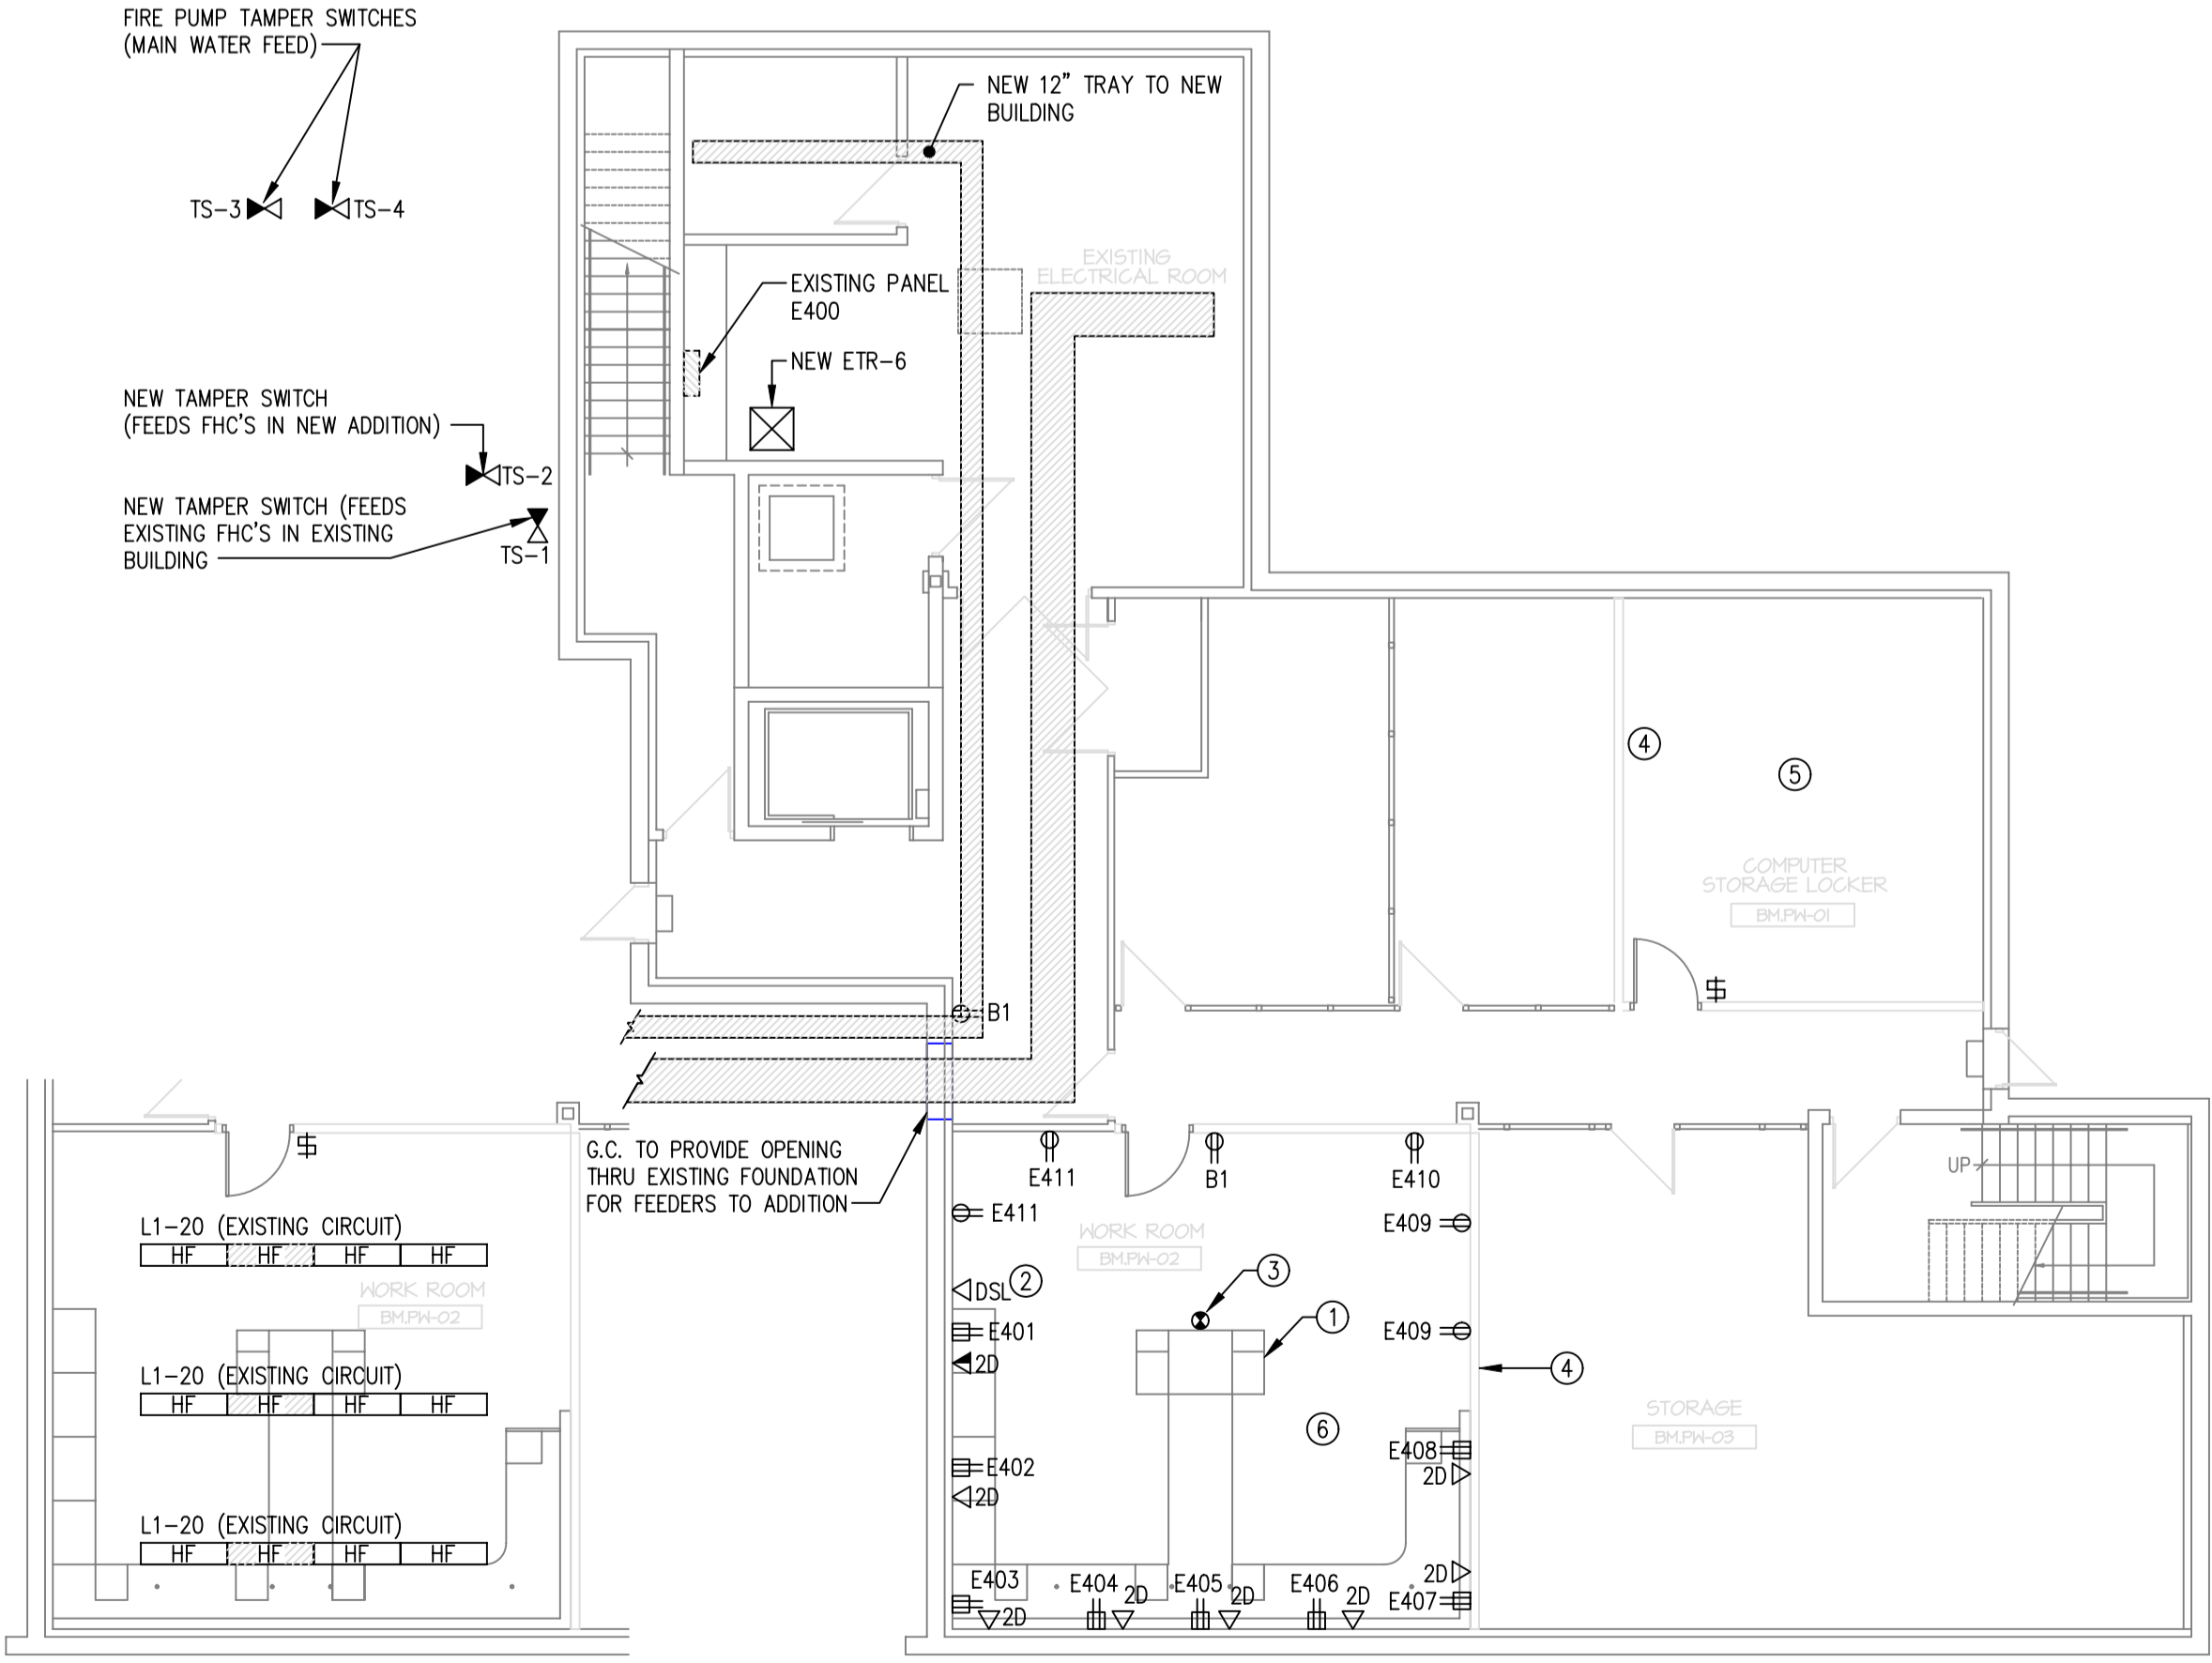 FIRE PUMP TAMPER SWITCHES
(MAIN WATER FEED)
TS-3
TS-4
NEW 12" TRAY TO NEW
BUILDING
EXISTING
ELECTRICAL ROOM
EXISTING PANEL
E400
NEW ETR-6
NEW TAMPER SWITCH
(FEEDS FHC'S IN NEW ADDITION)
TS-2
NEW TAMPER SWITCH (FEEDS
EXISTING FHC'S IN EXISTING
BUILDING
TS-1
4
5
COMPUTER
STORAGE LOCKER
BM.PW-01
$
B1
$
G.C. TO PROVIDE OPENING
THRU EXISTING FOUNDATION
FOR FEEDERS TO ADDITION
E411
B1
E410
UP
E411
E409
WORK ROOM
BM.PW-02
L1-20 (EXISTING CIRCUIT)
HF HF HF HF
WORK ROOM
BM.PW-02
DSL
2
3
1
E401
E409
2D
4
L1-20 (EXISTING CIRCUIT)
HF HF HF HF
STORAGE
BM.PW-03
6
E408
2D
E402
2D
L1-20 (EXISTING CIRCUIT)
HF HF HF HF
E403
2D
E404
2D
E405
2D
E406
2D
2D
E407